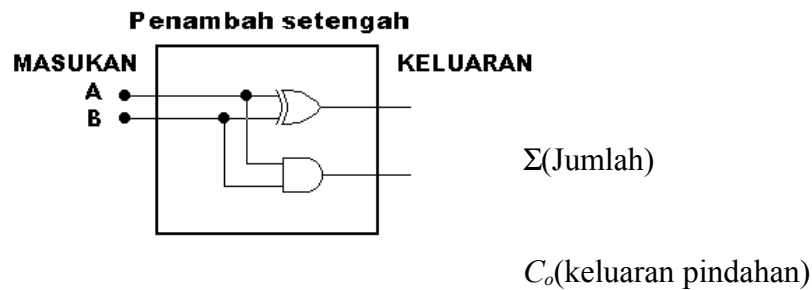 Penambah setengah
MASUKAN
KELUARAN
A
B
Σ(Jumlah)
Co(keluaran pindahan)